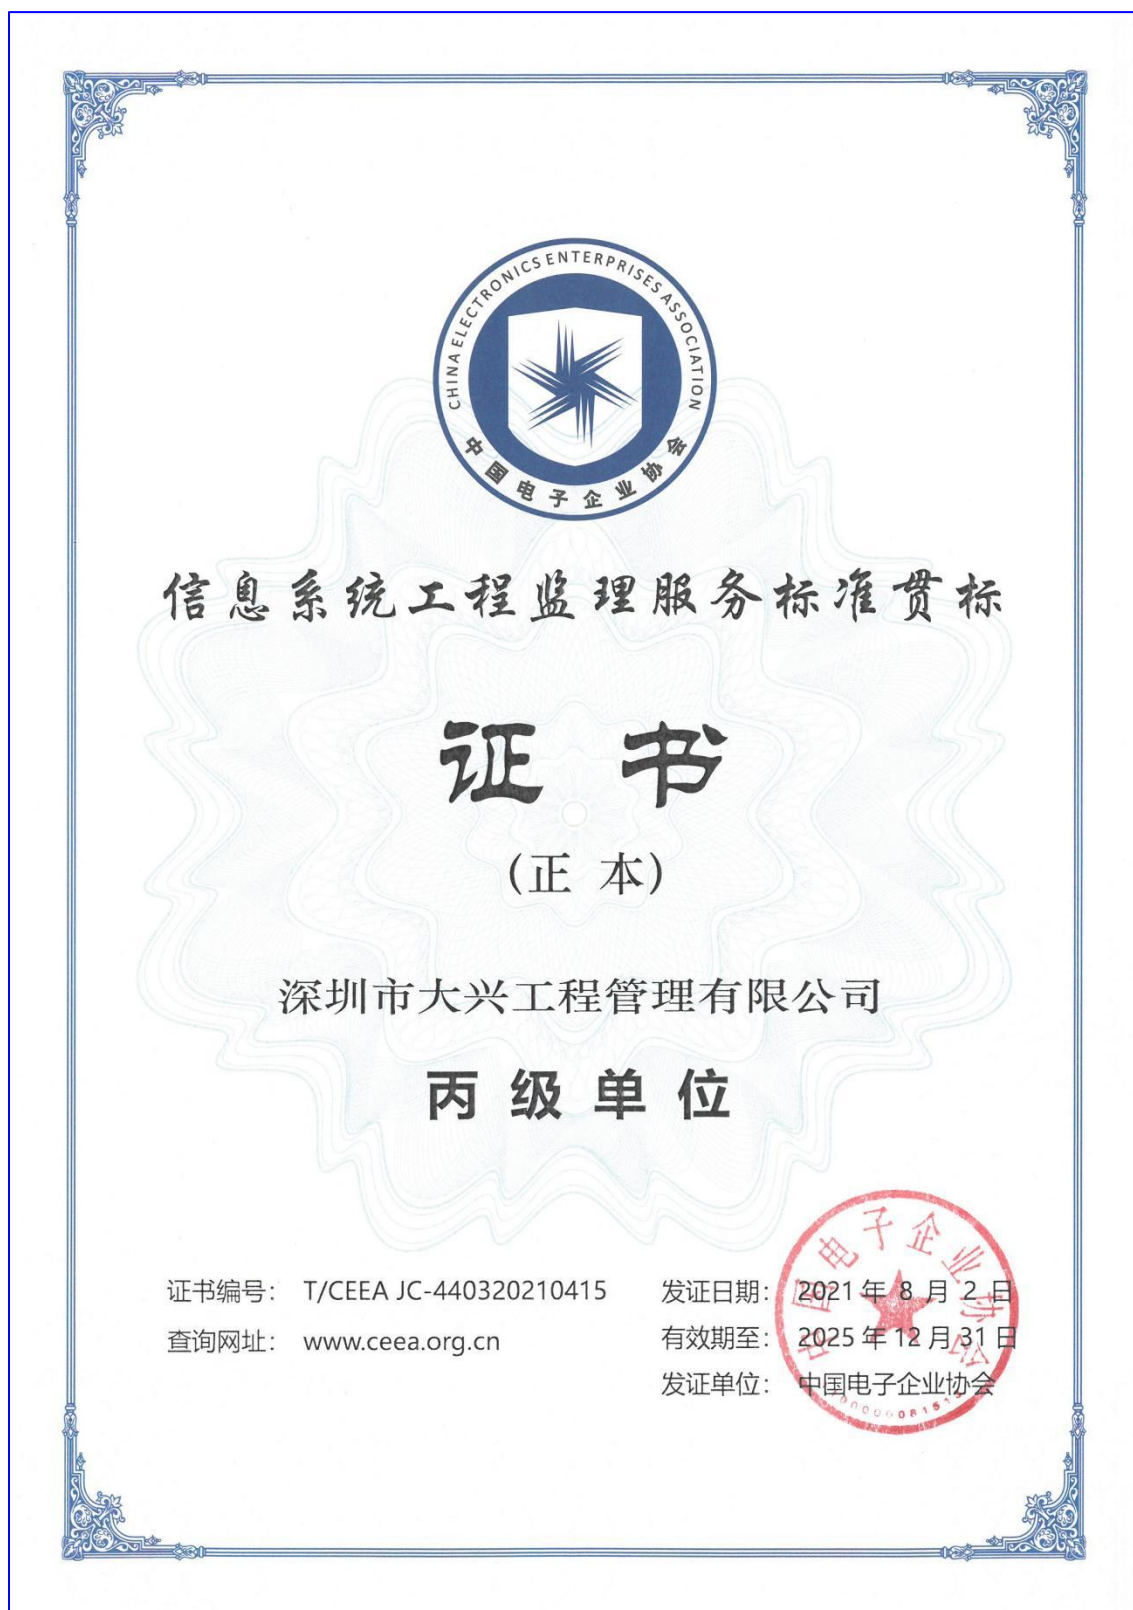 CHINA ELECTRONICS ENTERPRISES ASSOCIATION
中国电子企业协会
信息系统工程监理服务标准贯标
证书
(正 本)
深圳市大兴工程管理有限公司
丙级单位
证书编号: T/CEEA JC-440320210415
查询网址: www.ceea.org.cn
发证日期: 2021 年 8 月 2 日
有效期至: 2025 年 12 月 31 日
发证单位: 中国电子企业协会
中国电子企业协会